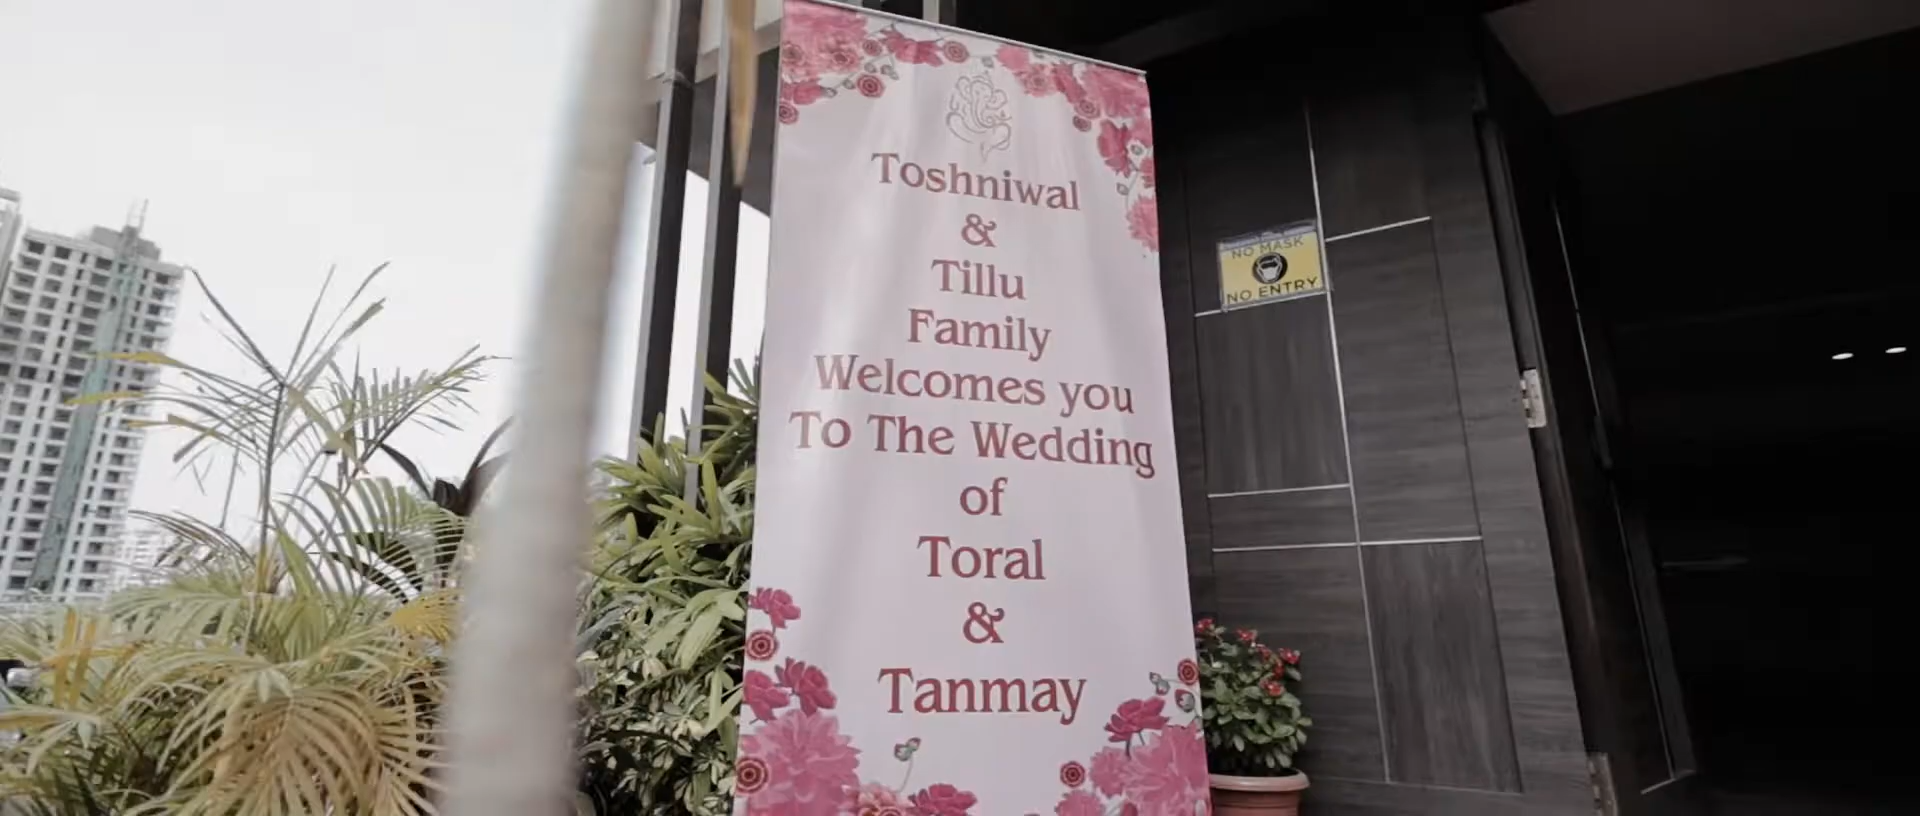 Toshniwal
&
Tillu
Family
Welcomes you
To The Wedding
of
Toral
&
Tanmay
NO MASK
NO ENTRY